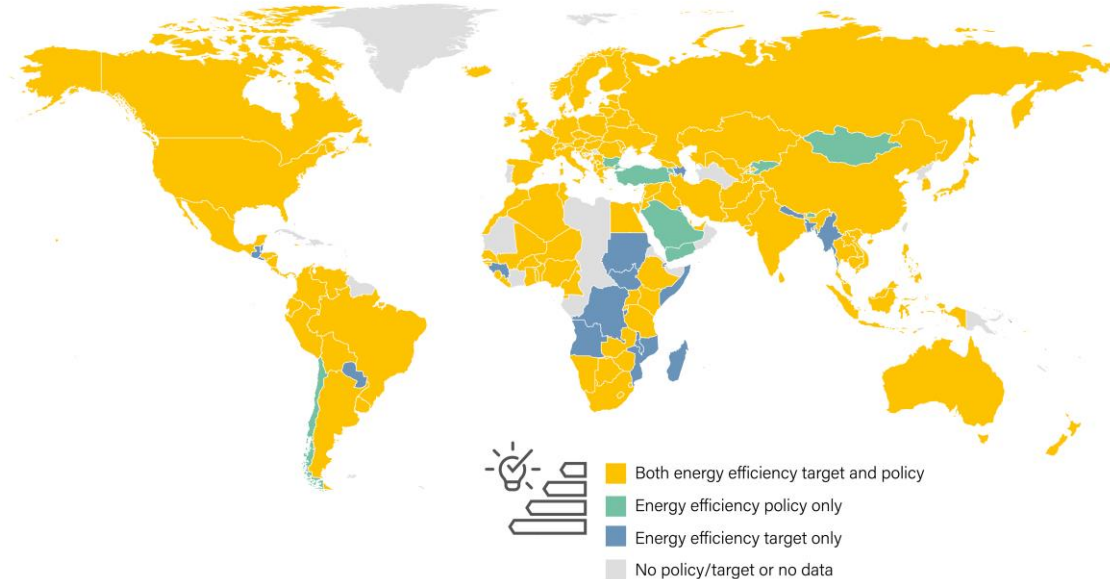 Both energy efficiency target and policy
Energy efficiency policy only
Energy efficiency target only
No policy/target or no data